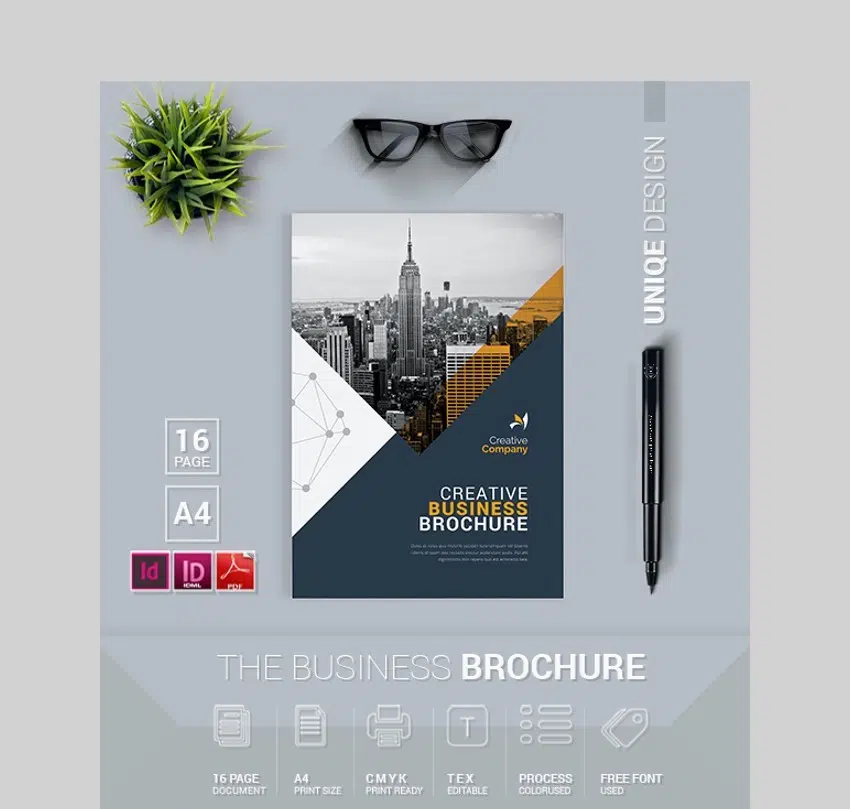 UNIQE DESIGN
16
PAGE
A4
Id
ID
IDML
PDF
Creative
Company
CREATIVE
BUSINESS
BROCHURE
THE BUSINESS BROCHURE
16 PAGE
DOCUMENT
A4
PRINT SIZE
CMYK
PRINT READY
T
TEX
EDITABLE
PROCESS
COLORUSED
FREE FONT
USED